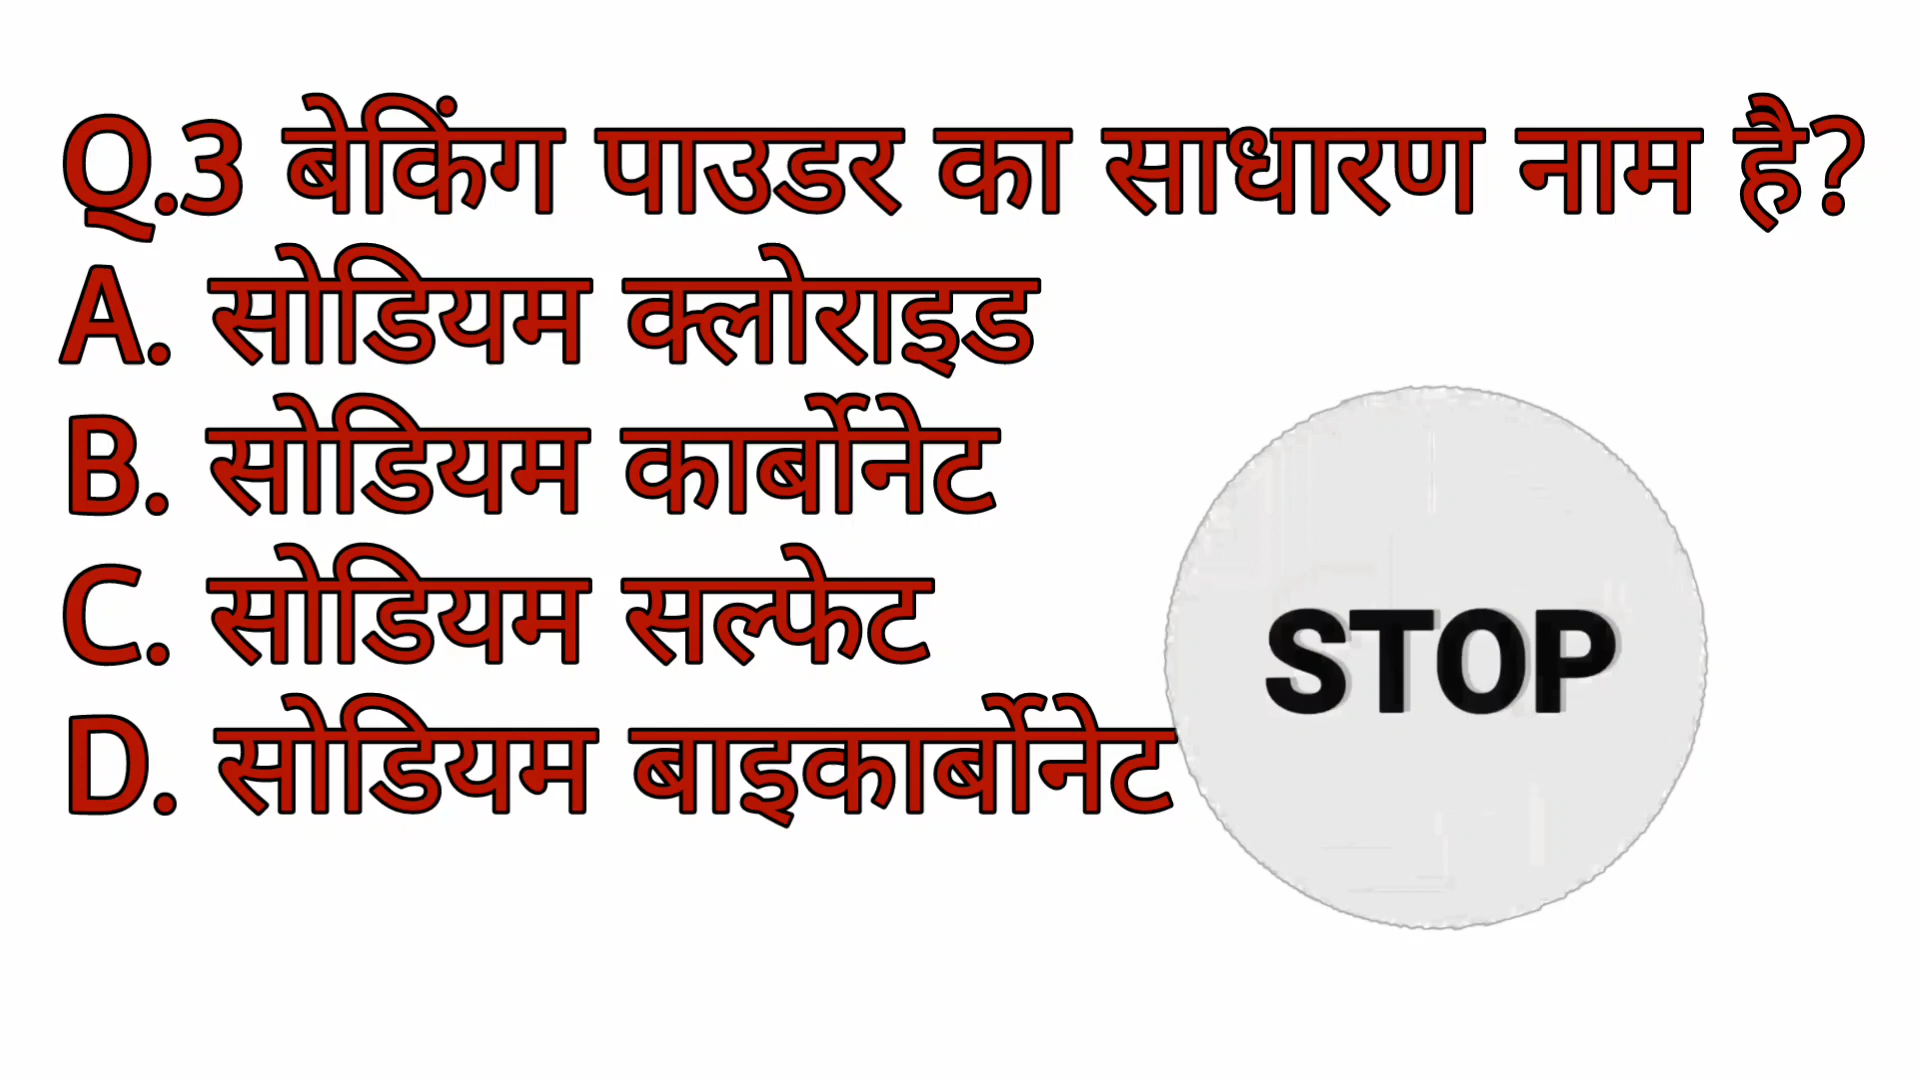 Q.3 बेकिंग पाउडर का साधारण नाम है?
A. सोडियम क्लोराइड
B. सोडियम कार्बोनेट
C. सोडियम सल्फेट
D. सोडियम बाइकार्बोनेट
STOP